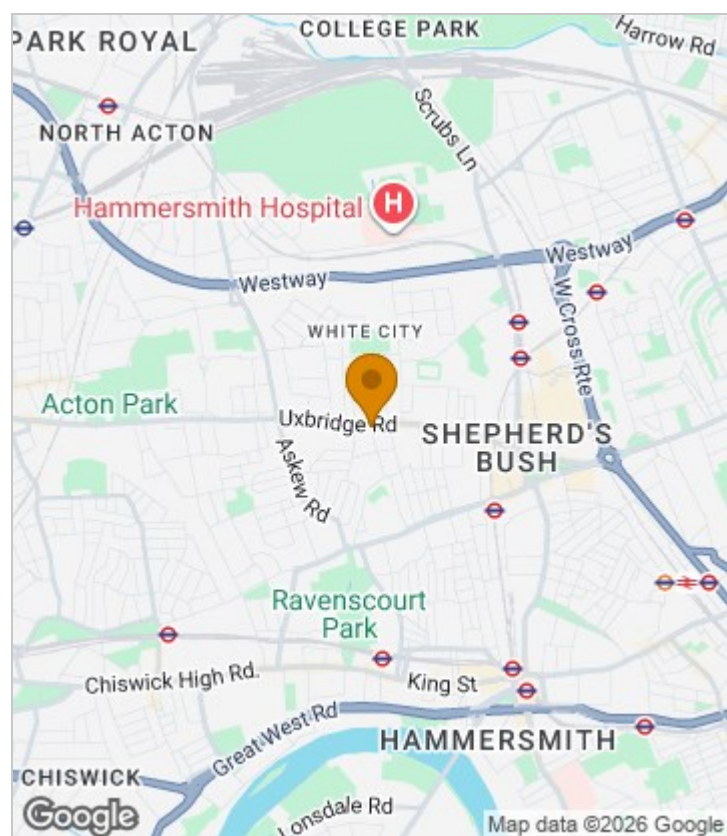 COLLEGE PARK
PARK ROYAL
Harrow Rd
Scrubs Ln
NORTH ACTON
Hammersmith Hospital
H
Westway
Westway
W Cross Rte
WHITE CITY
Acton Park
Uxbridge Rd
SHEPHERD'S
BUSH
Askew Rd
Ravenscourt
Park
Chiswick High Rd.
King St
Great West Rd
HAMMERSMITH
CHISWICK
Lonsdale Rd
Google
Map data ©2026 Google